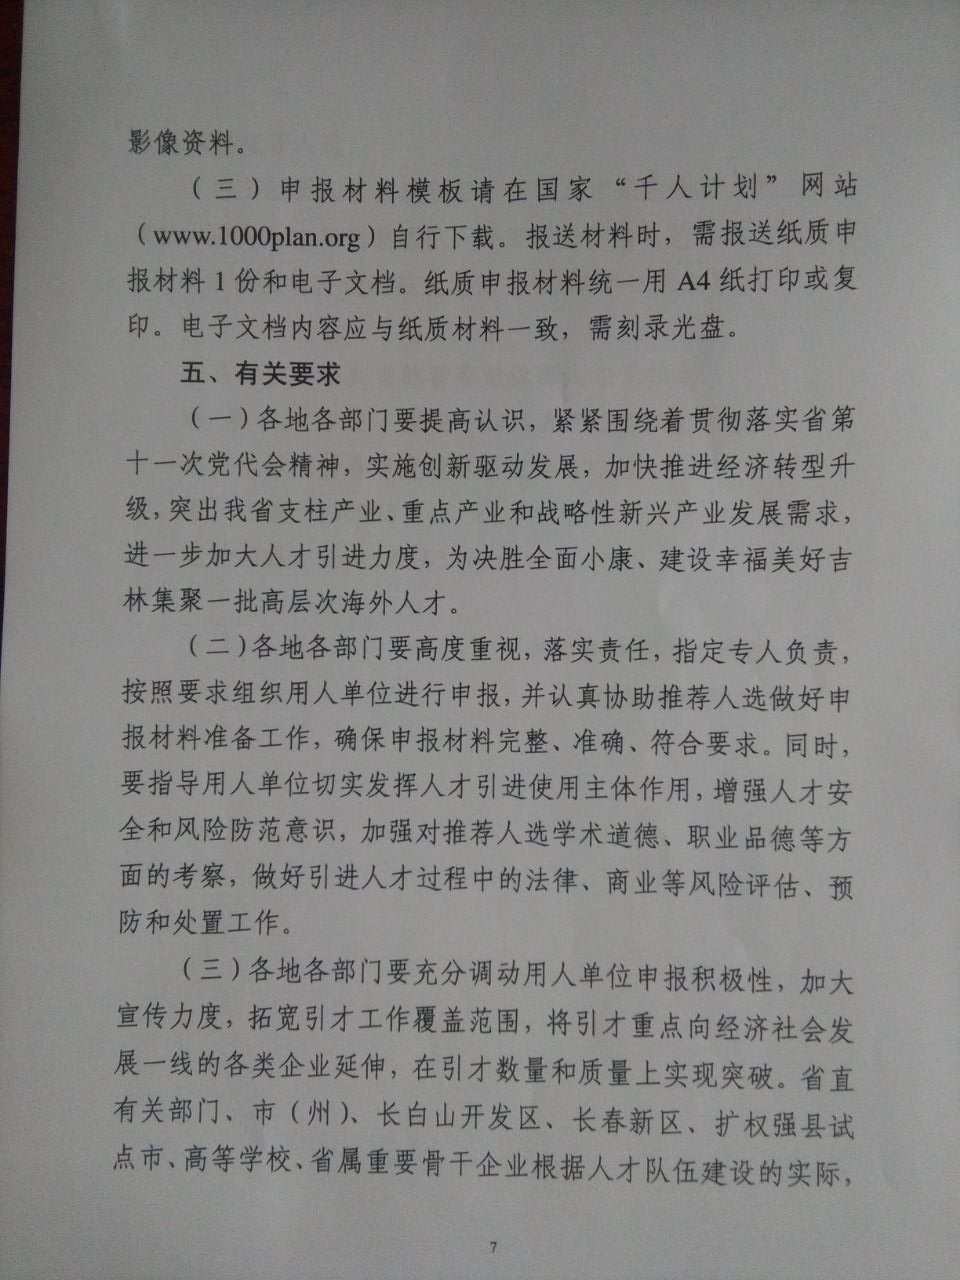 影像资料。
（三）申报材料模板请在国家“千人计划”网站
（www.1000plan.org）自行下载。报送材料时，需报送纸质申
报材料 1 份和电子文档。纸质申报材料统一用 A4 纸打印或复
印。电子文档内容应与纸质材料一致，需刻录光盘。
五、有关要求
（一）各地各部门要提高认识，紧紧围绕着贯彻落实省第
十一次党代会精神，实施创新驱动发展，加快推进经济转型升
级，突出我省支柱产业、重点产业和战略性新兴产业发展需求，
进一步加大人才引进力度，为决胜全面小康、建设幸福美好吉
林集聚一批高层次海外人才。
（二）各地各部门要高度重视，落实责任，指定专人负责，
按照要求组织用人单位进行申报，并认真协助推荐人选做好申
报材料准备工作，确保申报材料完整、准确、符合要求。同时，
要指导用人单位切实发挥人才引进使用主体作用，增强人才安
全和风险防范意识，加强对推荐人选学术道德、职业品德等方
面的考察，做好引进人才过程中的法律、商业等风险评估、预
防和处置工作。
（三）各地各部门要充分调动用人单位申报积极性，加大
宣传力度，拓宽引才工作覆盖范围，将引才重点向经济社会发
展一线的各类企业延伸，在引才数量和质量上实现突破。省直
有关部门、市（州）、长白山开发区、长春新区、扩权强县试
点市、高等学校、省属重要骨干企业根据人才队伍建设的实际，
7